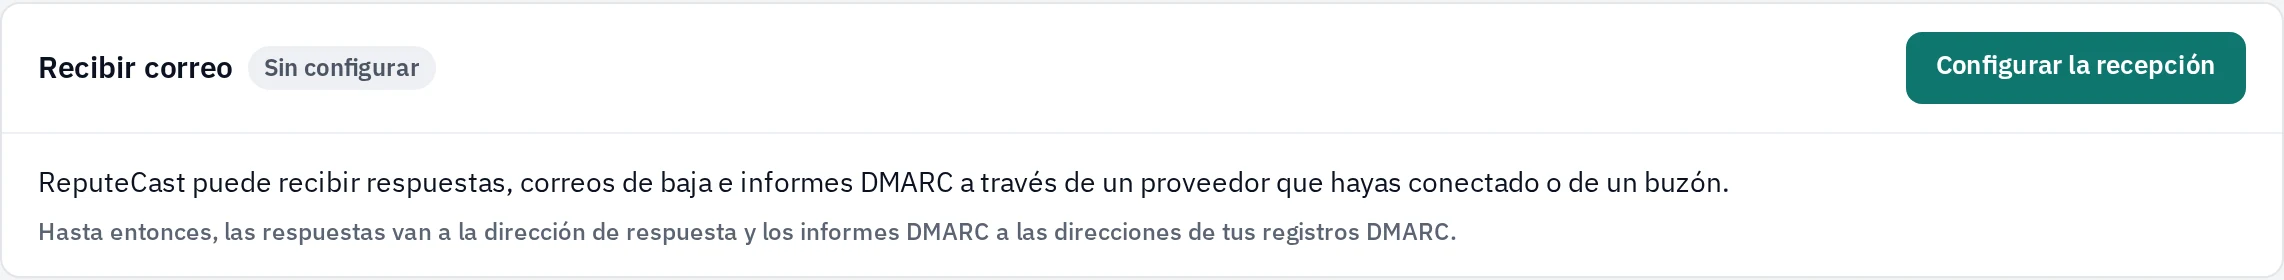 Recibir correo
Sin configurar
Configurar la recepción
ReputeCast puede recibir respuestas, correos de baja e informes DMARC a través de un proveedor que hayas conectado o de un buzón.
Hasta entonces, las respuestas van a la dirección de respuesta y los informes DMARC a las direcciones de tus registros DMARC.